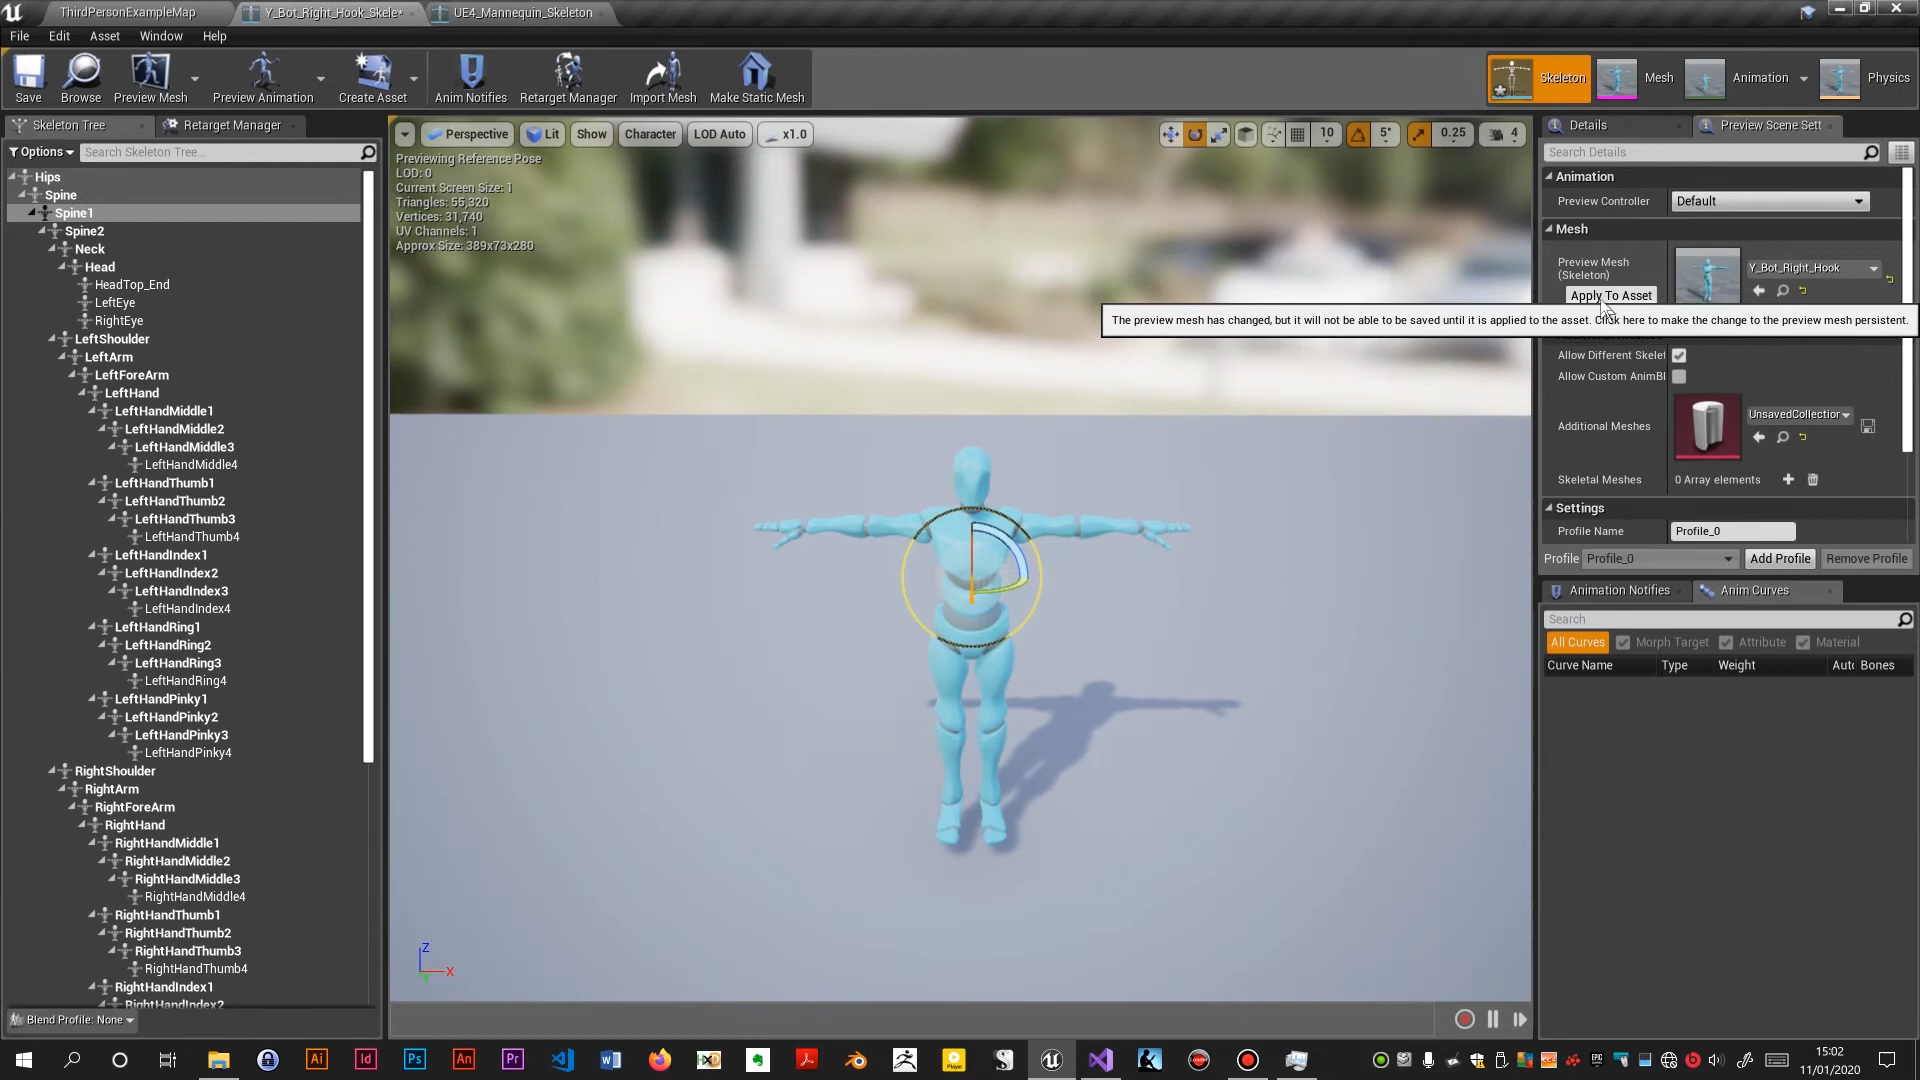 ThirdPersonExampleMap
Y_Bot_Right_Hook_Skele*
UE4_Mannequin_Skeleton
File Edit Asset Window Help
Save Browse Preview Mesh Preview Animation Create Asset Anim Notifies Retarget Manager Import Mesh Make Static Mesh
Skeleton Mesh Animation Physics
Skeleton Tree Retarget Manager
Options Search Skeleton Tree...
Hips
Spine
Spine1
Spine2
Neck
Head
HeadTop_End
LeftEye
RightEye
LeftShoulder
LeftArm
LeftForeArm
LeftHand
LeftHandMiddle1
LeftHandMiddle2
LeftHandMiddle3
LeftHandMiddle4
LeftHandThumb1
LeftHandThumb2
LeftHandThumb3
LeftHandThumb4
LeftHandIndex1
LeftHandIndex2
LeftHandIndex3
LeftHandIndex4
LeftHandRing1
LeftHandRing2
LeftHandRing3
LeftHandRing4
LeftHandPinky1
LeftHandPinky2
LeftHandPinky3
LeftHandPinky4
RightShoulder
RightArm
RightForeArm
RightHand
RightHandMiddle1
RightHandMiddle2
RightHandMiddle3
RightHandMiddle4
RightHandThumb1
RightHandThumb2
RightHandThumb3
RightHandThumb4
RightHandIndex1
RightHandIndex2
Blend Profile: None
Perspective Lit Show Character LOD Auto x1.0
10 5° 0.25 4
Previewing Reference Pose
LOD: 0
Current Screen Size: 1
Triangles: 55,320
Vertices: 31,740
UV Channels: 1
Approx Size: 389x73x280
Z
X
Details Preview Scene Sett
Search Details
Animation
Preview Controller Default
Mesh
Preview Mesh
(Skeleton)
Y_Bot_Right_Hook
Apply To Asset
The preview mesh has changed, but it will not be able to be saved until it is applied to the asset. Click here to make the change to the preview mesh persistent.
Allow Different Skelet
Allow Custom AnimBl
Additional Meshes UnsavedCollection
Skeletal Meshes 0 Array elements
Settings
Profile Name Profile_0
Profile Profile_0 Add Profile Remove Profile
Animation Notifies Anim Curves
Search
All Curves Morph Target Attribute Material
Curve Name Type Weight Auto Bones
Ai Id Ps An Pr
15:02
11/01/2020